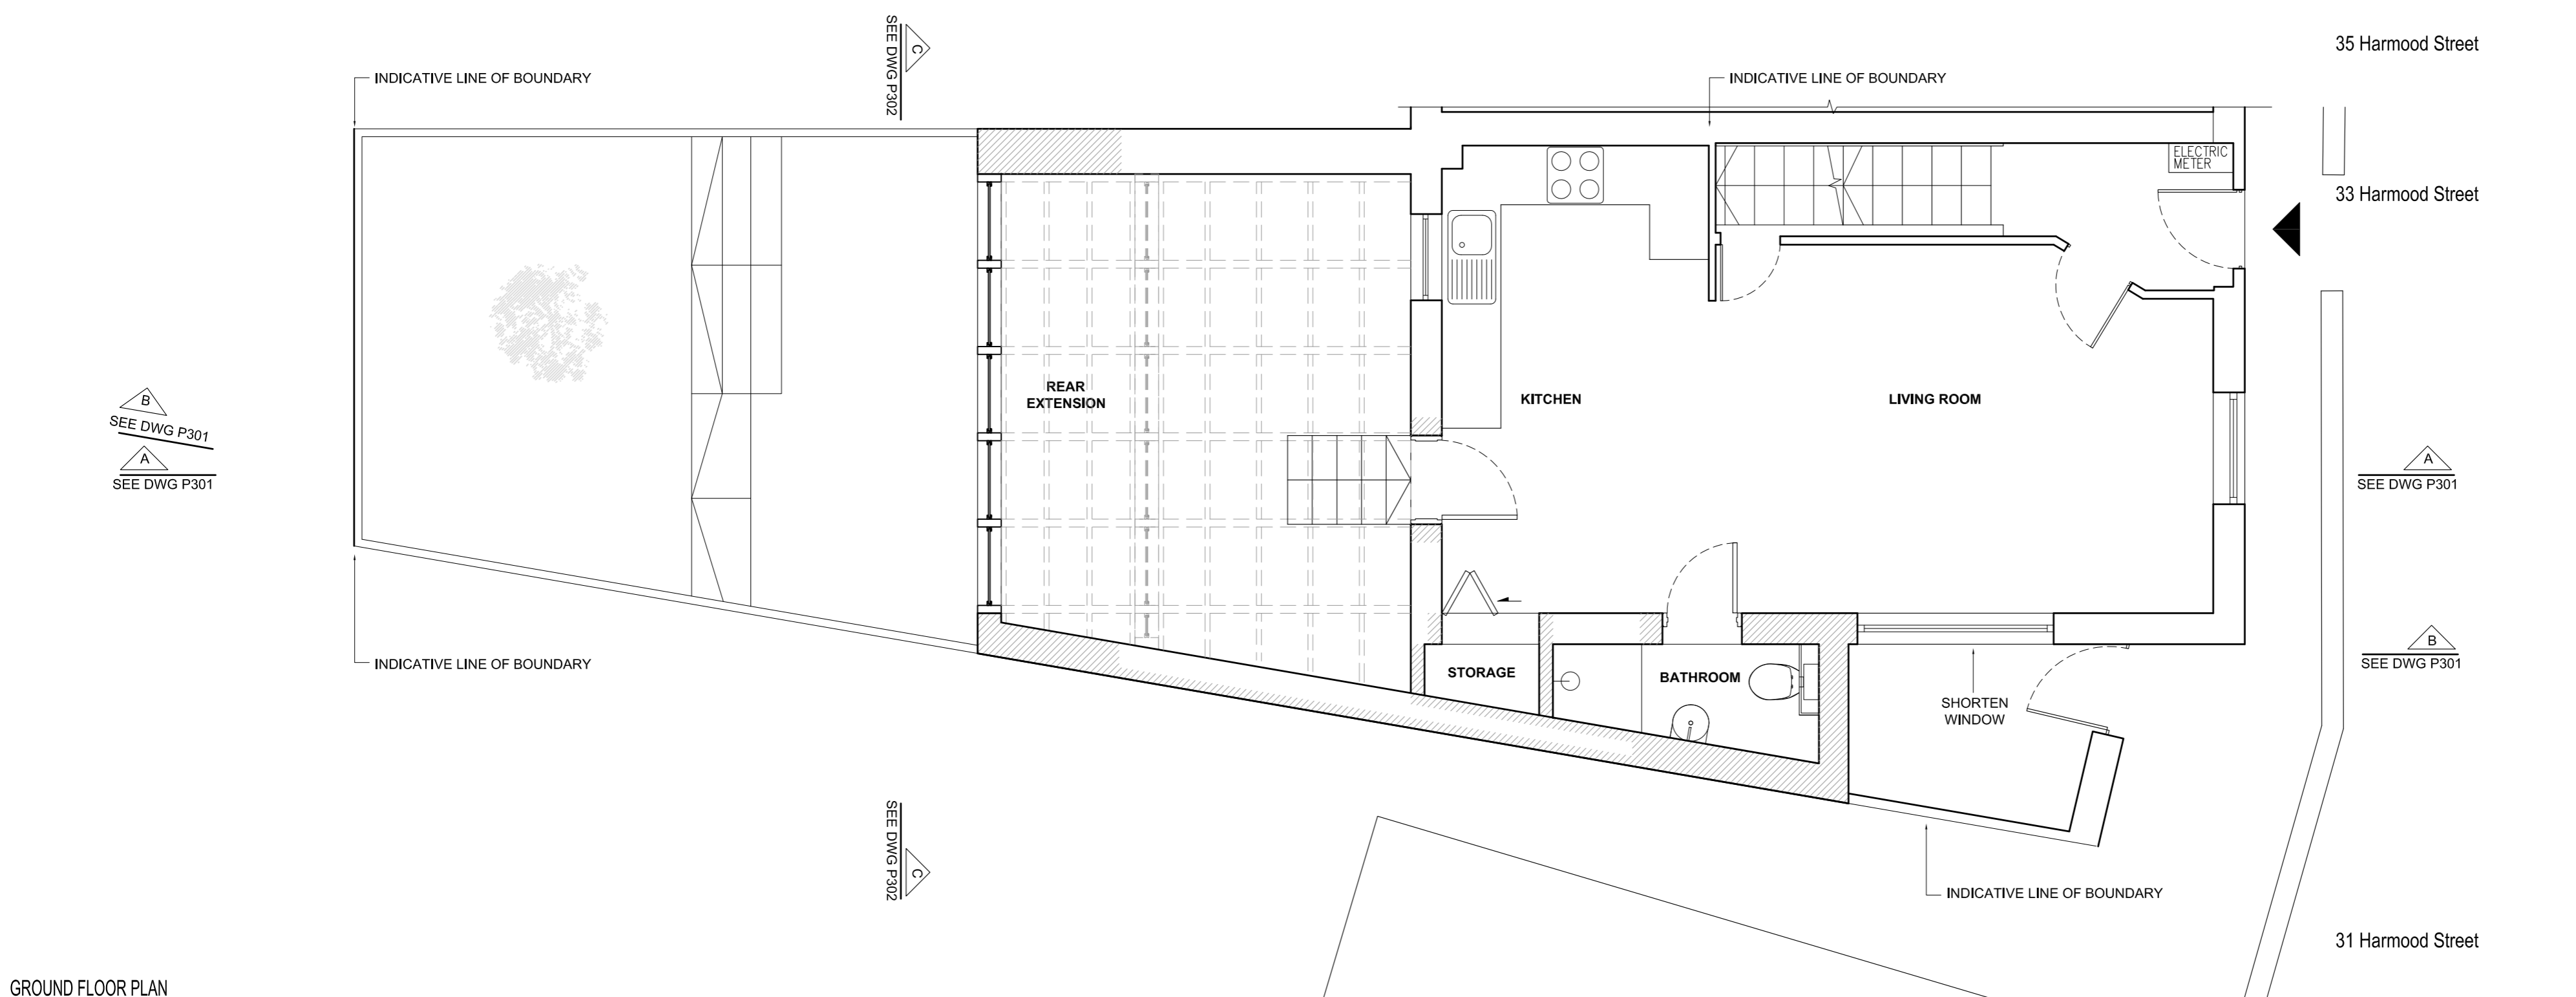 35 Harmood Street
C
SEE DWG P302
INDICATIVE LINE OF BOUNDARY
INDICATIVE LINE OF BOUNDARY
ELECTRIC
METER
33 Harmood Street
REAR
EXTENSION
KITCHEN
LIVING ROOM
B
SEE DWG P301
A
SEE DWG P301
A
SEE DWG P301
B
SEE DWG P301
INDICATIVE LINE OF BOUNDARY
STORAGE
BATHROOM
SHORTEN
WINDOW
SEE DWG P302
C
INDICATIVE LINE OF BOUNDARY
31 Harmood Street
GROUND FLOOR PLAN